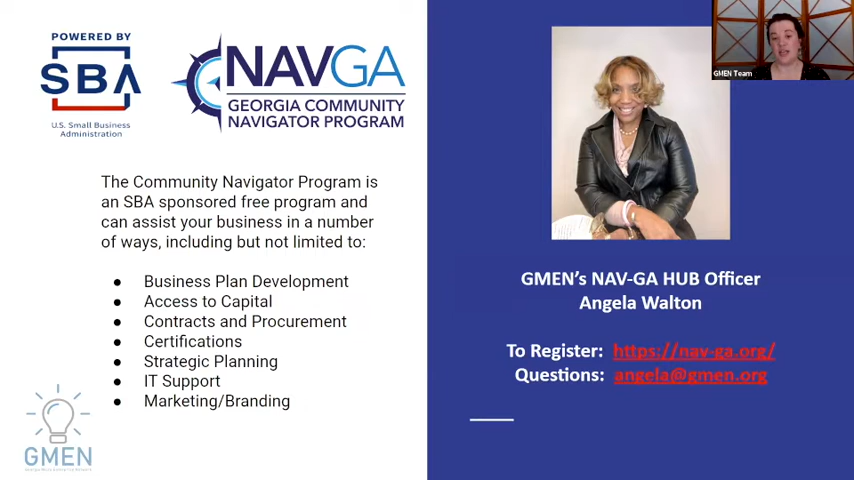 POWERED BY
SBA
U.S. Small Business
Administration
NAVGA
GEORGIA COMMUNITY
NAVIGATOR PROGRAM
The Community Navigator Program is
an SBA sponsored free program and
can assist your business in a number
of ways, including but not limited to:
● Business Plan Development
● Access to Capital
● Contracts and Procurement
● Certifications
● Strategic Planning
● IT Support
● Marketing/Branding
GMEN
GMEN Team
GMEN's NAV-GA HUB Officer
Angela Walton
To Register: https://nav-ga.org/
Questions: angela@gmen.org